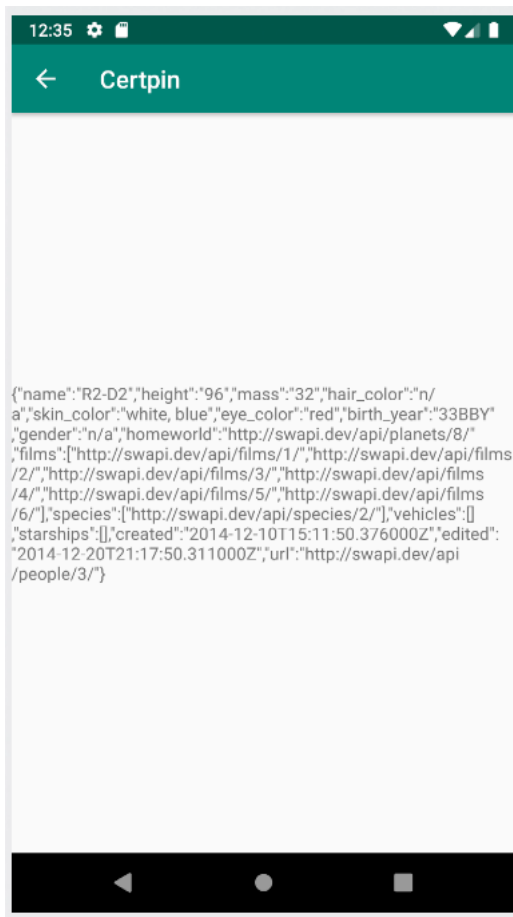 12:35
Certpin
{"name":"R2-D2","height":"96","mass":"32","hair_color":"n/
a","skin_color":"white, blue","eye_color":"red","birth_year":"33BBY"
,"gender":"n/a","homeworld":"http://swapi.dev/api/planets/8/"
,"films":["http://swapi.dev/api/films/1/","http://swapi.dev/api/films
/2/","http://swapi.dev/api/films/3/","http://swapi.dev/api/films
/4/","http://swapi.dev/api/films/5/","http://swapi.dev/api/films
/6/"],"species":["http://swapi.dev/api/species/2/"],"vehicles":[]
,"starships":[],"created":"2014-12-10T15:11:50.376000Z","edited":
"2014-12-20T21:17:50.311000Z","url":"http://swapi.dev/api
/people/3/"}